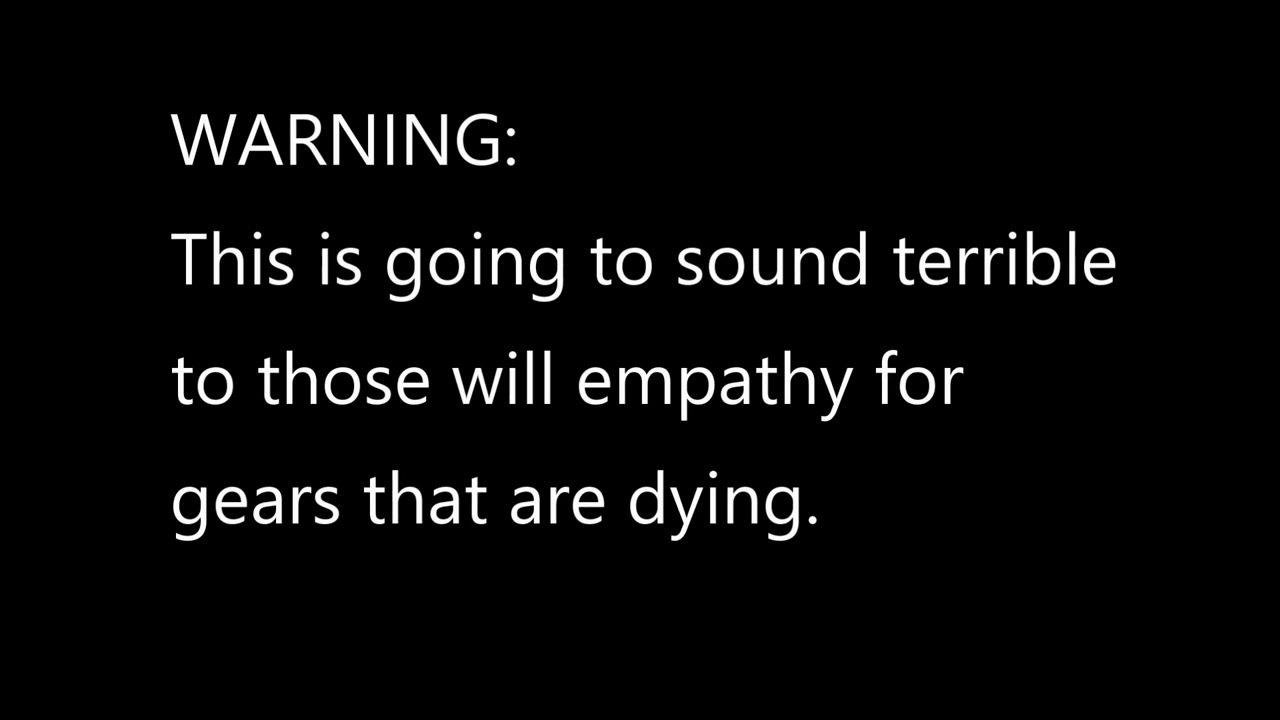 WARNING:
This is going to sound terrible
to those will empathy for
gears that are dying.